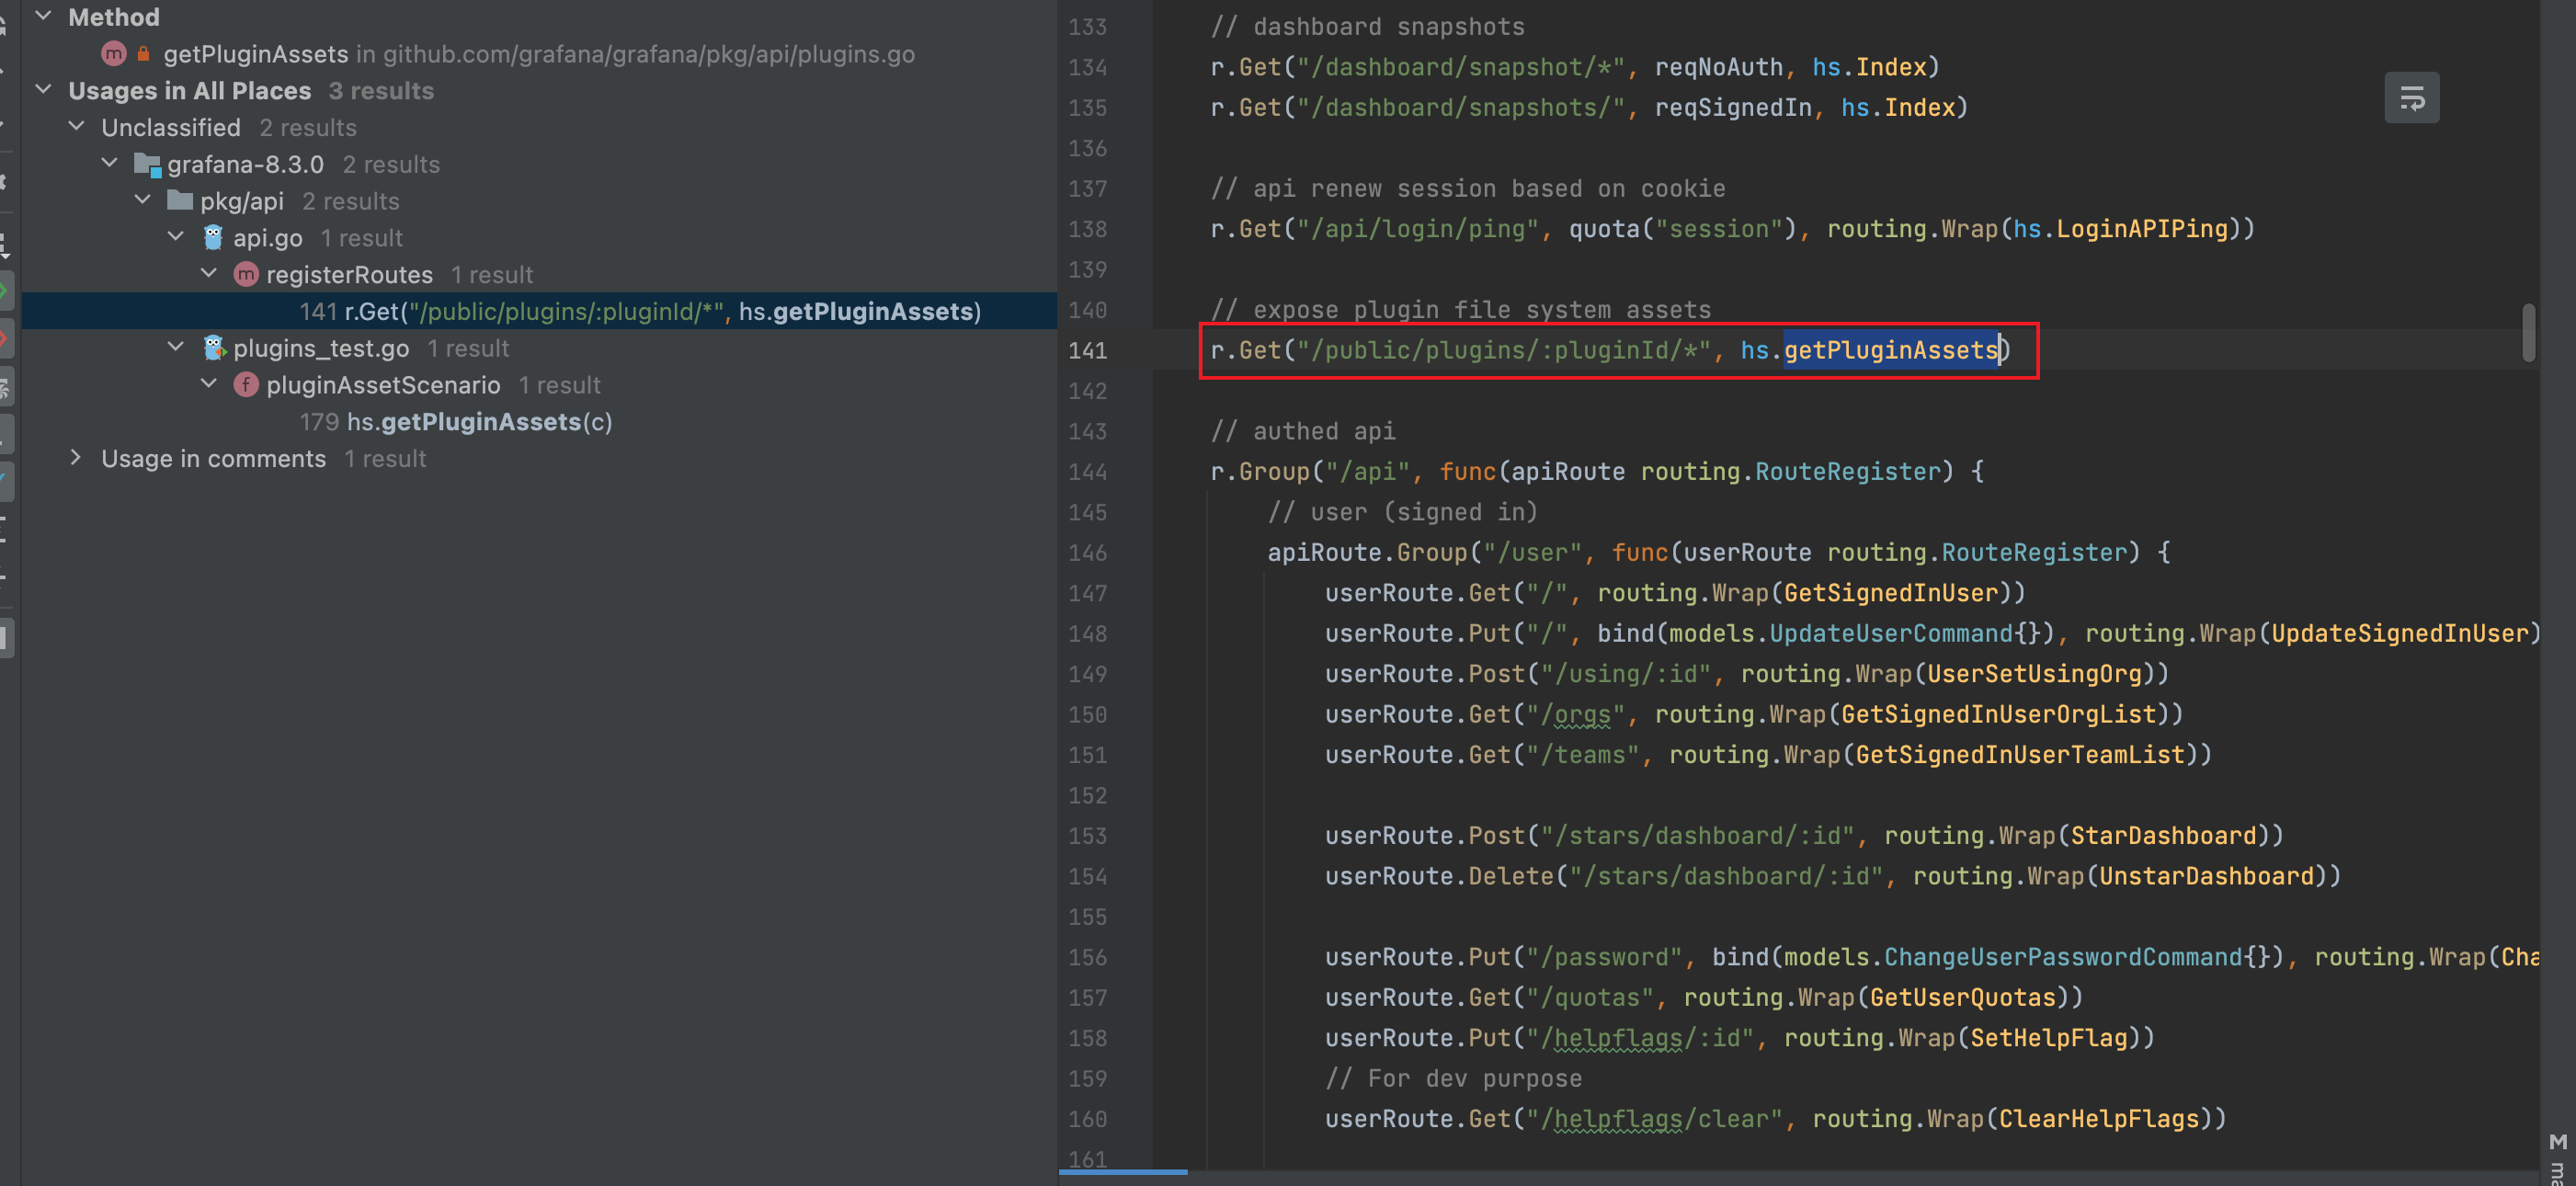 Method
getPluginAssets in github.com/grafana/grafana/pkg/api/plugins.go
Usages in All Places 3 results
Unclassified 2 results
grafana-8.3.0 2 results
pkg/api 2 results
api.go 1 result
registerRoutes 1 result
141 r.Get("/public/plugins/:pluginId/*", hs.getPluginAssets)
plugins_test.go 1 result
pluginAssetScenario 1 result
179 hs.getPluginAssets(c)
Usage in comments 1 result
133 // dashboard snapshots
134 r.Get("/dashboard/snapshot/*", reqNoAuth, hs.Index)
135 r.Get("/dashboard/snapshots/", reqSignedIn, hs.Index)
136
137 // api renew session based on cookie
138 r.Get("/api/login/ping", quota("session"), routing.Wrap(hs.LoginAPIPing))
139
140 // expose plugin file system assets
141 r.Get("/public/plugins/:pluginId/*", hs.getPluginAssets)
142
143 // authed api
144 r.Group("/api", func(apiRoute routing.RouteRegister) {
145 // user (signed in)
146 apiRoute.Group("/user", func(userRoute routing.RouteRegister) {
147 userRoute.Get("/", routing.Wrap(GetSignedInUser))
148 userRoute.Put("/", bind(models.UpdateUserCommand{}), routing.Wrap(UpdateSignedInUser)
149 userRoute.Post("/using/:id", routing.Wrap(UserSetUsingOrg))
150 userRoute.Get("/orgs", routing.Wrap(GetSignedInUserOrgList))
151 userRoute.Get("/teams", routing.Wrap(GetSignedInUserTeamList))
152
153 userRoute.Post("/stars/dashboard/:id", routing.Wrap(StarDashboard))
154 userRoute.Delete("/stars/dashboard/:id", routing.Wrap(UnstarDashboard))
155
156 userRoute.Put("/password", bind(models.ChangeUserPasswordCommand{}), routing.Wrap(Cha
157 userRoute.Get("/quotas", routing.Wrap(GetUserQuotas))
158 userRoute.Put("/helpflags/:id", routing.Wrap(SetHelpFlag))
159 // For dev purpose
160 userRoute.Get("/helpflags/clear", routing.Wrap(ClearHelpFlags))
161
M ma